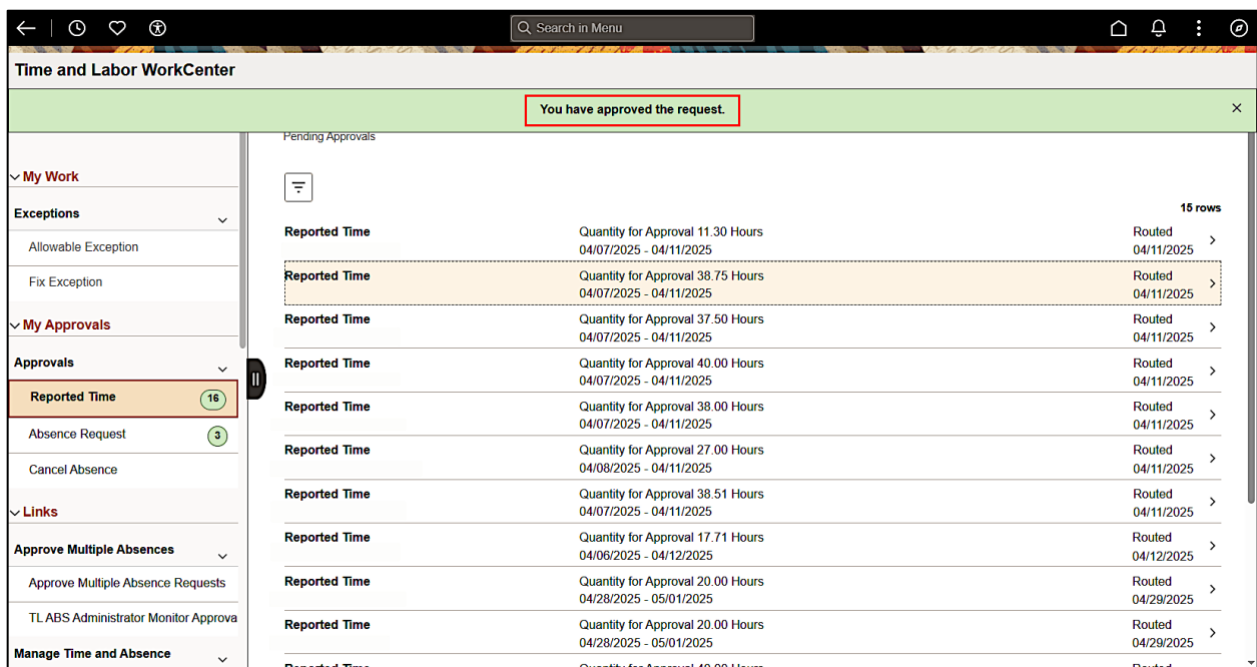 Search in Menu
Time and Labor WorkCenter
You have approved the request.
My Work
Exceptions
Allowable Exception
Fix Exception
My Approvals
Approvals
Reported Time 16
Absence Request 3
Cancel Absence
Links
Approve Multiple Absences
Approve Multiple Absence Requests
TL ABS Administrator Monitor Approva
Manage Time and Absence
Pending Approvals
15 rows
Reported Time Quantity for Approval 11.30 Hours Routed
04/07/2025 - 04/11/2025 04/11/2025
Reported Time Quantity for Approval 38.75 Hours Routed
04/07/2025 - 04/11/2025 04/11/2025
Reported Time Quantity for Approval 37.50 Hours Routed
04/07/2025 - 04/11/2025 04/11/2025
Reported Time Quantity for Approval 40.00 Hours Routed
04/07/2025 - 04/11/2025 04/11/2025
Reported Time Quantity for Approval 38.00 Hours Routed
04/07/2025 - 04/11/2025 04/11/2025
Reported Time Quantity for Approval 27.00 Hours Routed
04/08/2025 - 04/11/2025 04/11/2025
Reported Time Quantity for Approval 38.51 Hours Routed
04/07/2025 - 04/11/2025 04/11/2025
Reported Time Quantity for Approval 17.71 Hours Routed
04/06/2025 - 04/12/2025 04/12/2025
Reported Time Quantity for Approval 20.00 Hours Routed
04/28/2025 - 05/01/2025 04/29/2025
Reported Time Quantity for Approval 20.00 Hours Routed
04/28/2025 - 05/01/2025 04/29/2025
Reported Time Quantity for Approval Hours Routed